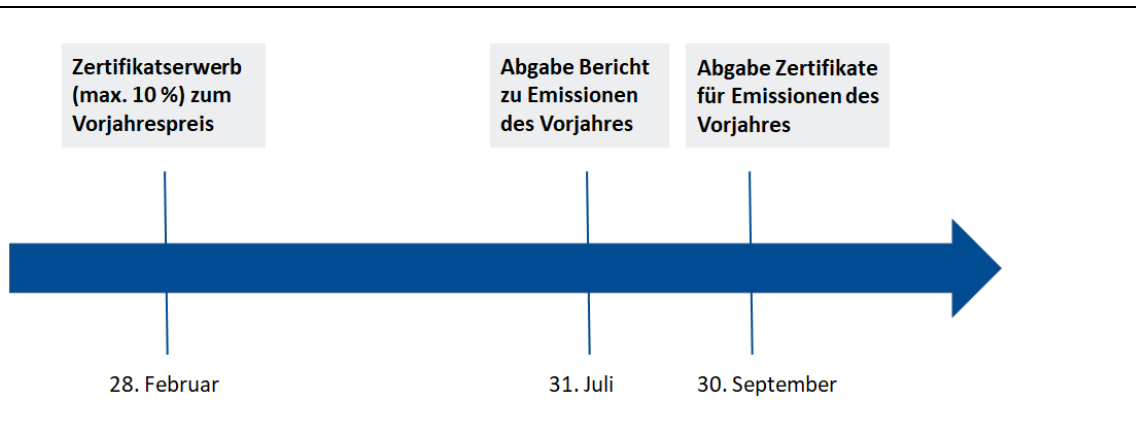 Zertifikatserwerb
(max. 10 %) zum
Vorjahrespreis
Abgabe Bericht
zu Emissionen
des Vorjahres
Abgabe Zertifikate
für Emissionen des
Vorjahres
28. Februar
31. Juli
30. September